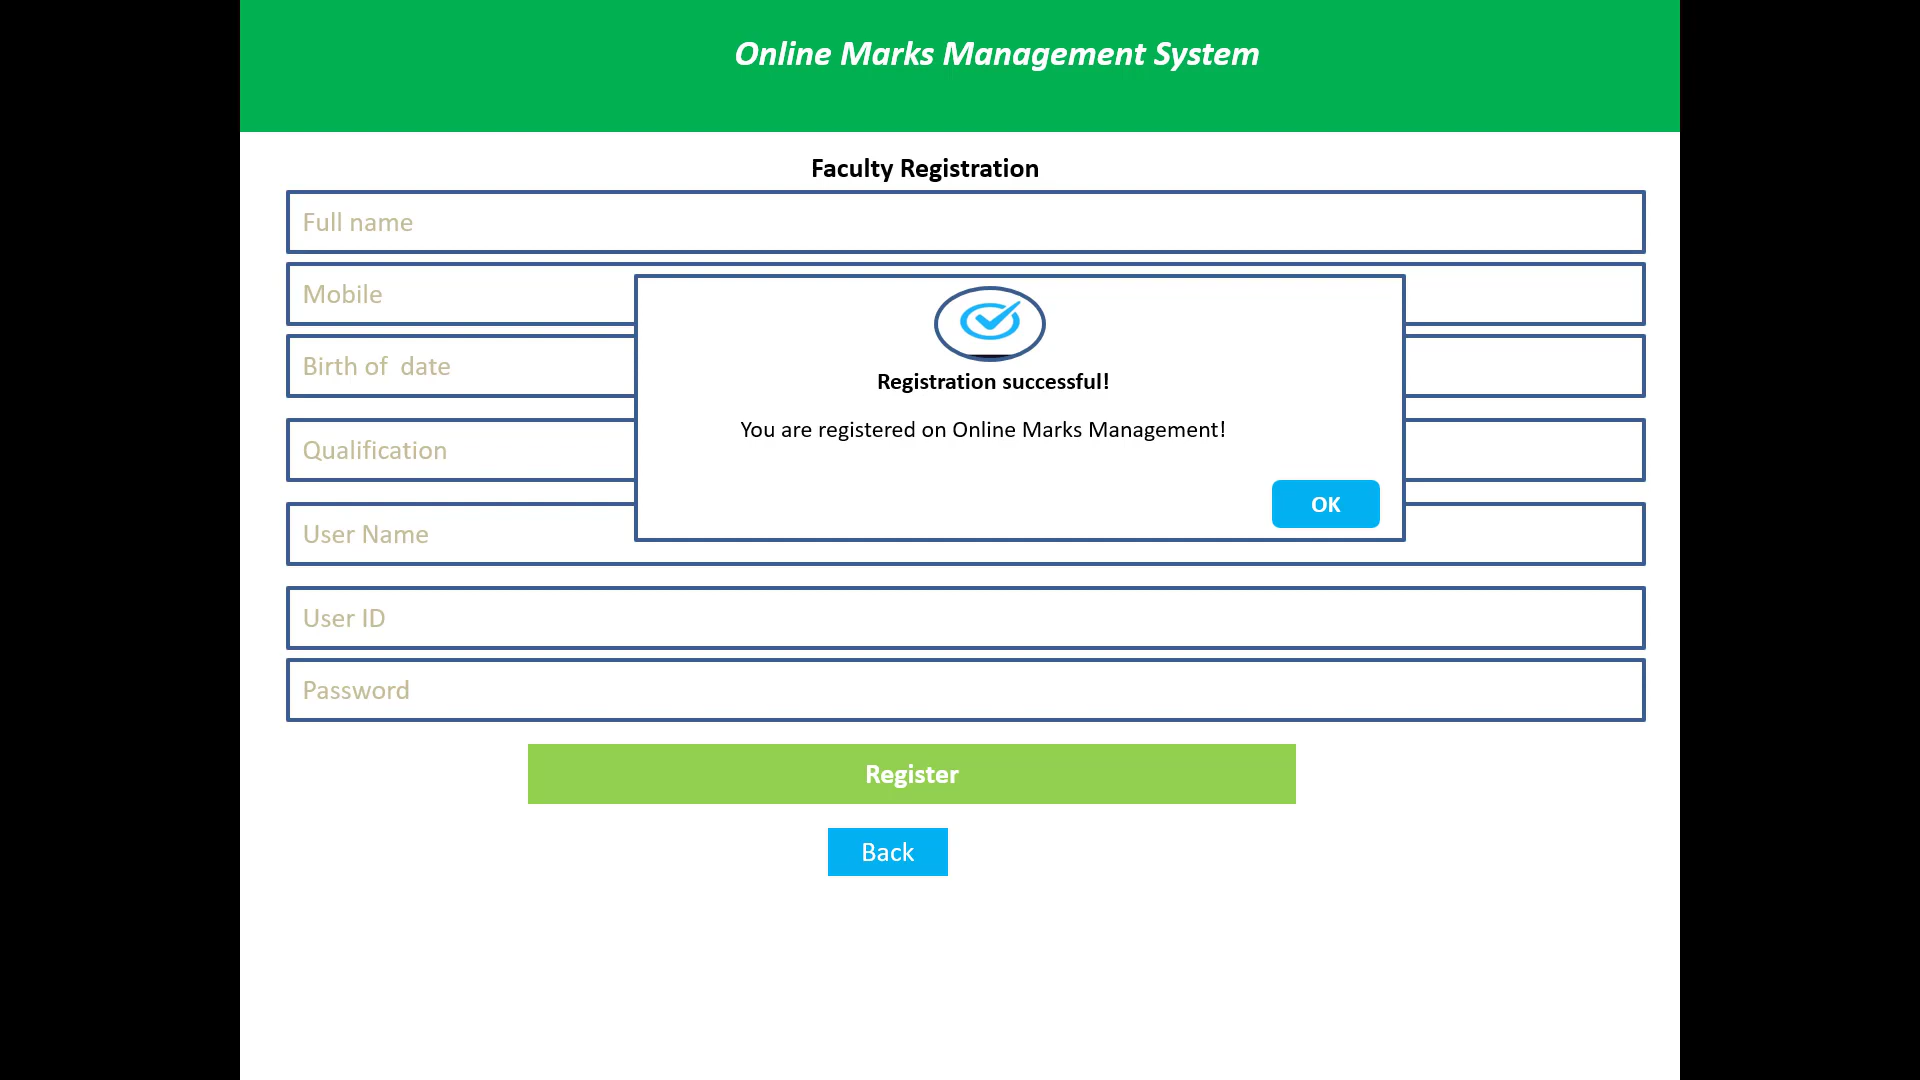 Online Marks Management System
Faculty Registration
Full name
Mobile
Birth of  date
Qualification
User Name
Registration successful!
You are registered on Online Marks Management!
OK
User ID
Password
Register
Back